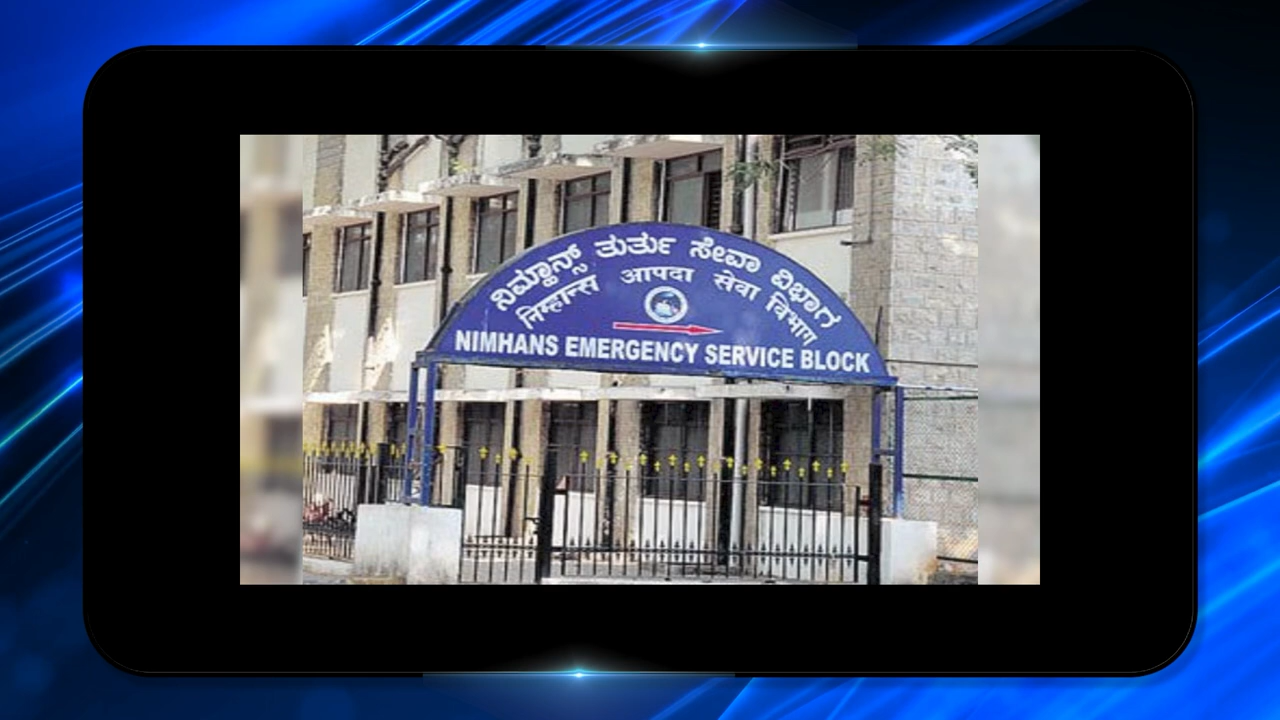 ನಿಮ್ಹಾನ್ಸ್ ತುರ್ತು ಸೇವಾ ವಿಭಾಗ
निम्हान्स आपदा सेवा विभाग
NIMHANS EMERGENCY SERVICE BLOCK